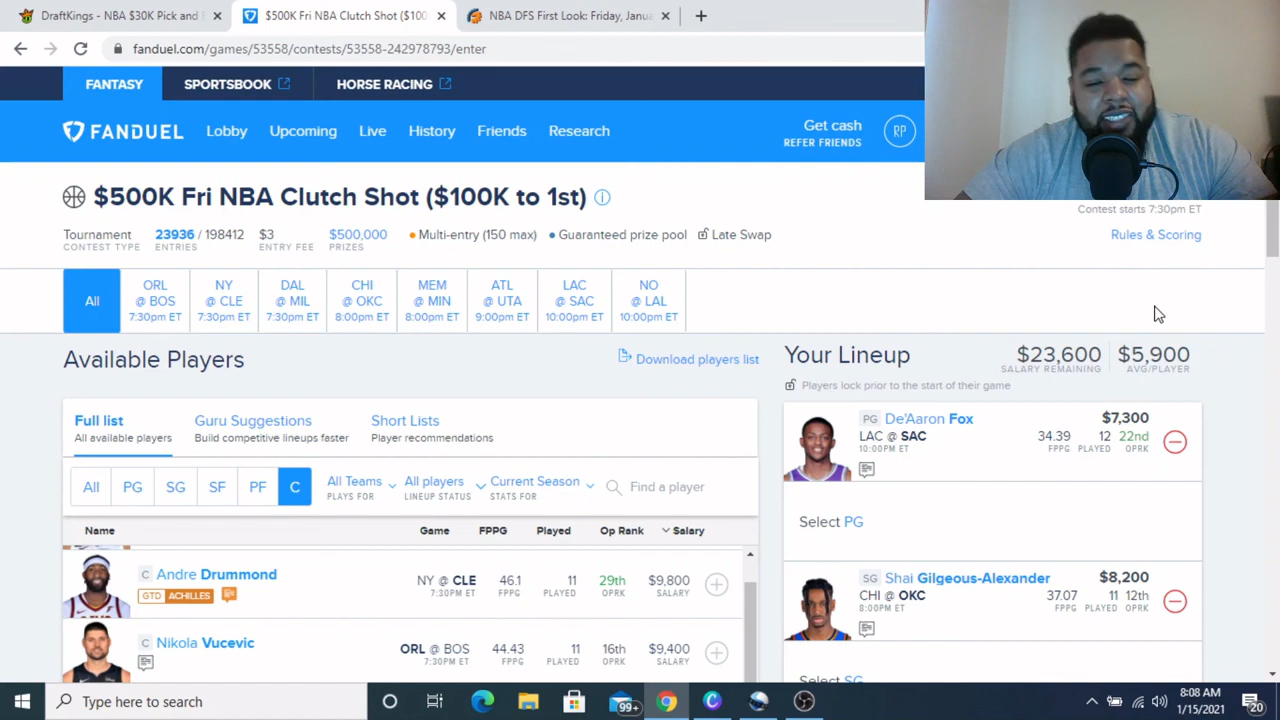 DraftKings - NBA $30K Pick and E
$500K Fri NBA Clutch Shot ($100
NBA DFS First Look: Friday, Janua
fanduel.com/games/53558/contests/53558-242978793/enter
FANTASY SPORTSBOOK HORSE RACING
FANDUEL Lobby Upcoming Live History Friends Research
Get cash
REFER FRIENDS
RP
$500K Fri NBA Clutch Shot ($100K to 1st)
Contest starts 7:30pm ET
Tournament 23936 / 198412 $3 $500,000 Multi-entry (150 max) Guaranteed prize pool Late Swap Rules & Scoring
CONTEST TYPE ENTRIES ENTRY FEE PRIZES
All
ORL @ BOS 7:30pm ET
NY @ CLE 7:30pm ET
DAL @ MIL 7:30pm ET
CHI @ OKC 8:00pm ET
MEM @ MIN 8:00pm ET
ATL @ UTA 9:00pm ET
LAC @ SAC 10:00pm ET
NO @ LAL 10:00pm ET
Available Players
Download players list
Full list Guru Suggestions Short Lists
All available players Build competitive lineups faster Player recommendations
All PG SG SF PF C
All Teams All players Current Season Find a player
PLAYS FOR LINEUP STATUS STATS FOR
Name Game FPPG Played Op Rank Salary
C Andre Drummond
GTD ACHILLES
NY @ CLE 46.1 11 29th $9,800
7:30PM ET FPPG PLAYED OPRK SALARY
C Nikola Vucevic
ORL @ BOS 44.43 11 16th $9,400
7:30PM ET FPPG PLAYED OPRK SALARY
Your Lineup $23,600 $5,900
SALARY REMAINING AVG/PLAYER
Players lock prior to the start of their game
PG De'Aaron Fox $7,300
LAC @ SAC 34.39 12 22nd
10:00PM ET FPPG PLAYED OPRK
Select PG
SG Shai Gilgeous-Alexander $8,200
CHI @ OKC 37.07 11 12th
8:00PM ET FPPG PLAYED OPRK
Select SG
Type here to search
99+
8:08 AM
1/15/2021
20